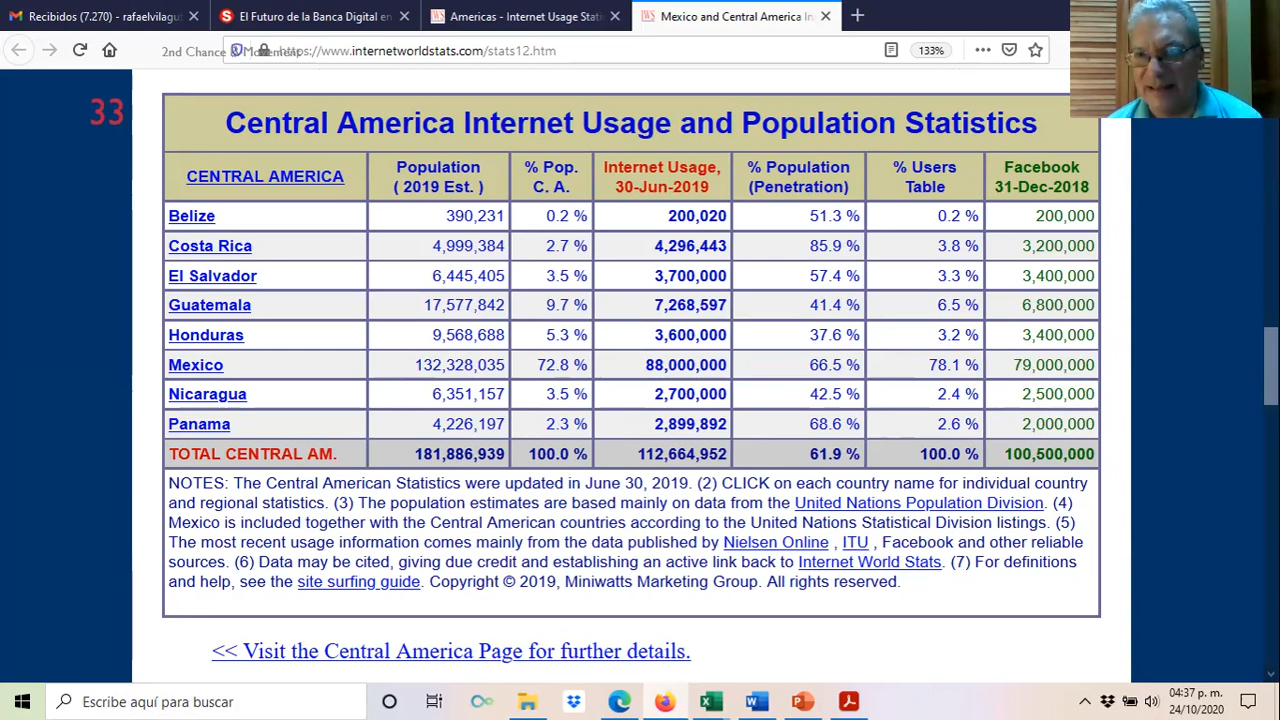 Recibidos (7.270) - rafaelvilagu
El Futuro de la Banca Digital en
Americas - Internet Usage Stati
Mexico and Central America In
2nd Chance &
https://www.internetworldstats.com/stats12.htm
133%
33
Central America Internet Usage and Population Statistics
CENTRAL AMERICA Population ( 2019 Est. ) % Pop. C. A. Internet Usage, 30-Jun-2019 % Population (Penetration) % Users Table Facebook 31-Dec-2018
Belize 390,231 0.2 % 200,020 51.3 % 0.2 % 200,000
Costa Rica 4,999,384 2.7 % 4,296,443 85.9 % 3.8 % 3,200,000
El Salvador 6,445,405 3.5 % 3,700,000 57.4 % 3.3 % 3,400,000
Guatemala 17,577,842 9.7 % 7,268,597 41.4 % 6.5 % 6,800,000
Honduras 9,568,688 5.3 % 3,600,000 37.6 % 3.2 % 3,400,000
Mexico 132,328,035 72.8 % 88,000,000 66.5 % 78.1 % 79,000,000
Nicaragua 6,351,157 3.5 % 2,700,000 42.5 % 2.4 % 2,500,000
Panama 4,226,197 2.3 % 2,899,892 68.6 % 2.6 % 2,000,000
TOTAL CENTRAL AM. 181,886,939 100.0 % 112,664,952 61.9 % 100.0 % 100,500,000
NOTES: The Central American Statistics were updated in June 30, 2019. (2) CLICK on each country name for individual country
and regional statistics. (3) The population estimates are based mainly on data from the United Nations Population Division. (4)
Mexico is included together with the Central American countries according to the United Nations Statistical Division listings. (5)
The most recent usage information comes mainly from the data published by Nielsen Online , ITU , Facebook and other reliable
sources. (6) Data may be cited, giving due credit and establishing an active link back to Internet World Stats. (7) For definitions
and help, see the site surfing guide. Copyright © 2019, Miniwatts Marketing Group. All rights reserved.
<< Visit the Central America Page for further details.
Escribe aquí para buscar
04:37 p. m.
24/10/2020